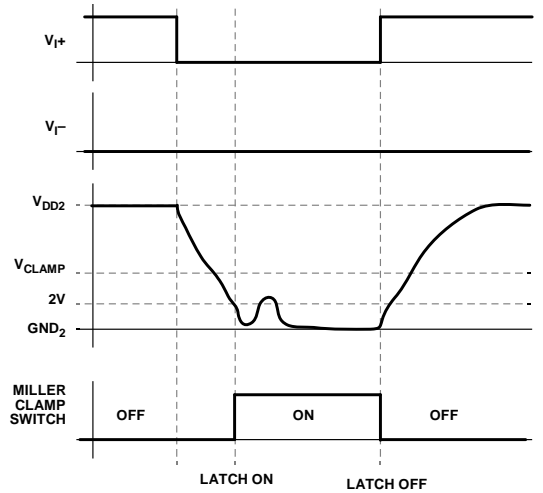 VI+
VI−
VDD2
VCLAMP
2V
GND2
MILLER
CLAMP
SWITCH
OFF
ON
OFF
LATCH ON
LATCH OFF